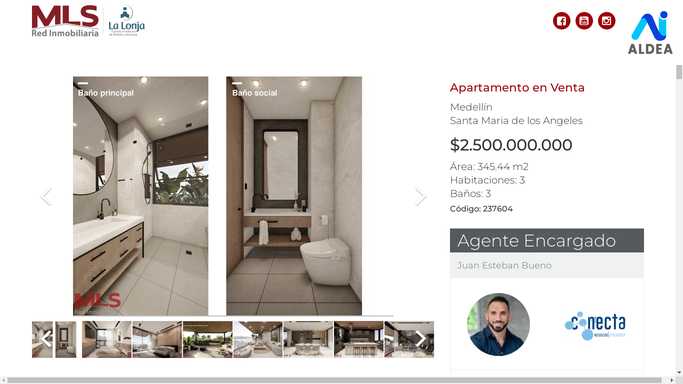 MLS
Red Inmobiliaria
La Lonja
ALDEA
Baño principal
Baño social
MLS
Apartamento en Venta
Medellín
Santa Maria de los Angeles
$2.500.000.000
Área: 345.44 m2
Habitaciones: 3
Baños: 3
Código: 237604
Agente Encargado
Juan Esteban Bueno
conecta